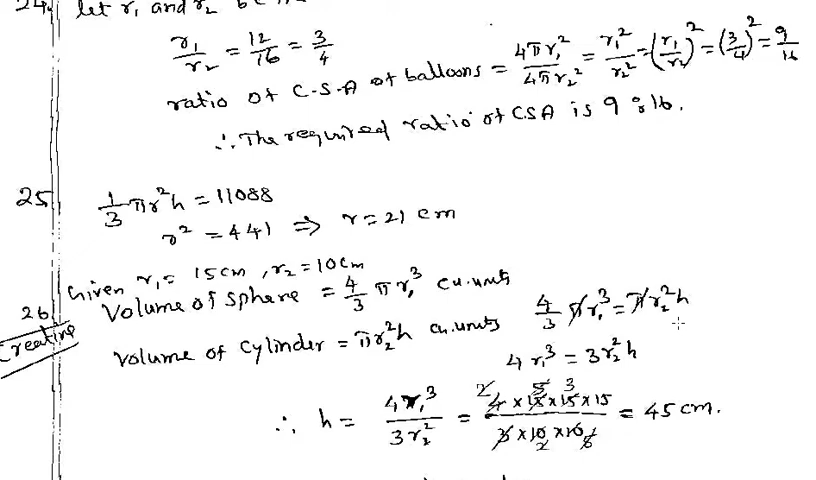 24. let r₁ and r₂ be
r₁/r₂ = 12/16 = 3/4
ratio of C.S.A of balloons = 4πr₁²/4πr₂² = r₁²/r₂² = (r₁/r₂)² = (3/4)² = 9/16
∴ The required ratio of CSA is 9 : 16.
25 1/3 πr²h = 11088
r² = 441 ⇒ r = 21 cm
26 Given r₁ = 15cm, r₂ = 10cm
Creative
Volume of Sphere = 4/3 πr₁³ cu.units
Volume of cylinder = πr₂²h cu.units
4/3 πr₁³ = πr₂²h
4r₁³ = 3r₂²h
∴ h = 4r₁³/3r₂² = 4×15×15×15/3×10×10 = 45 cm.